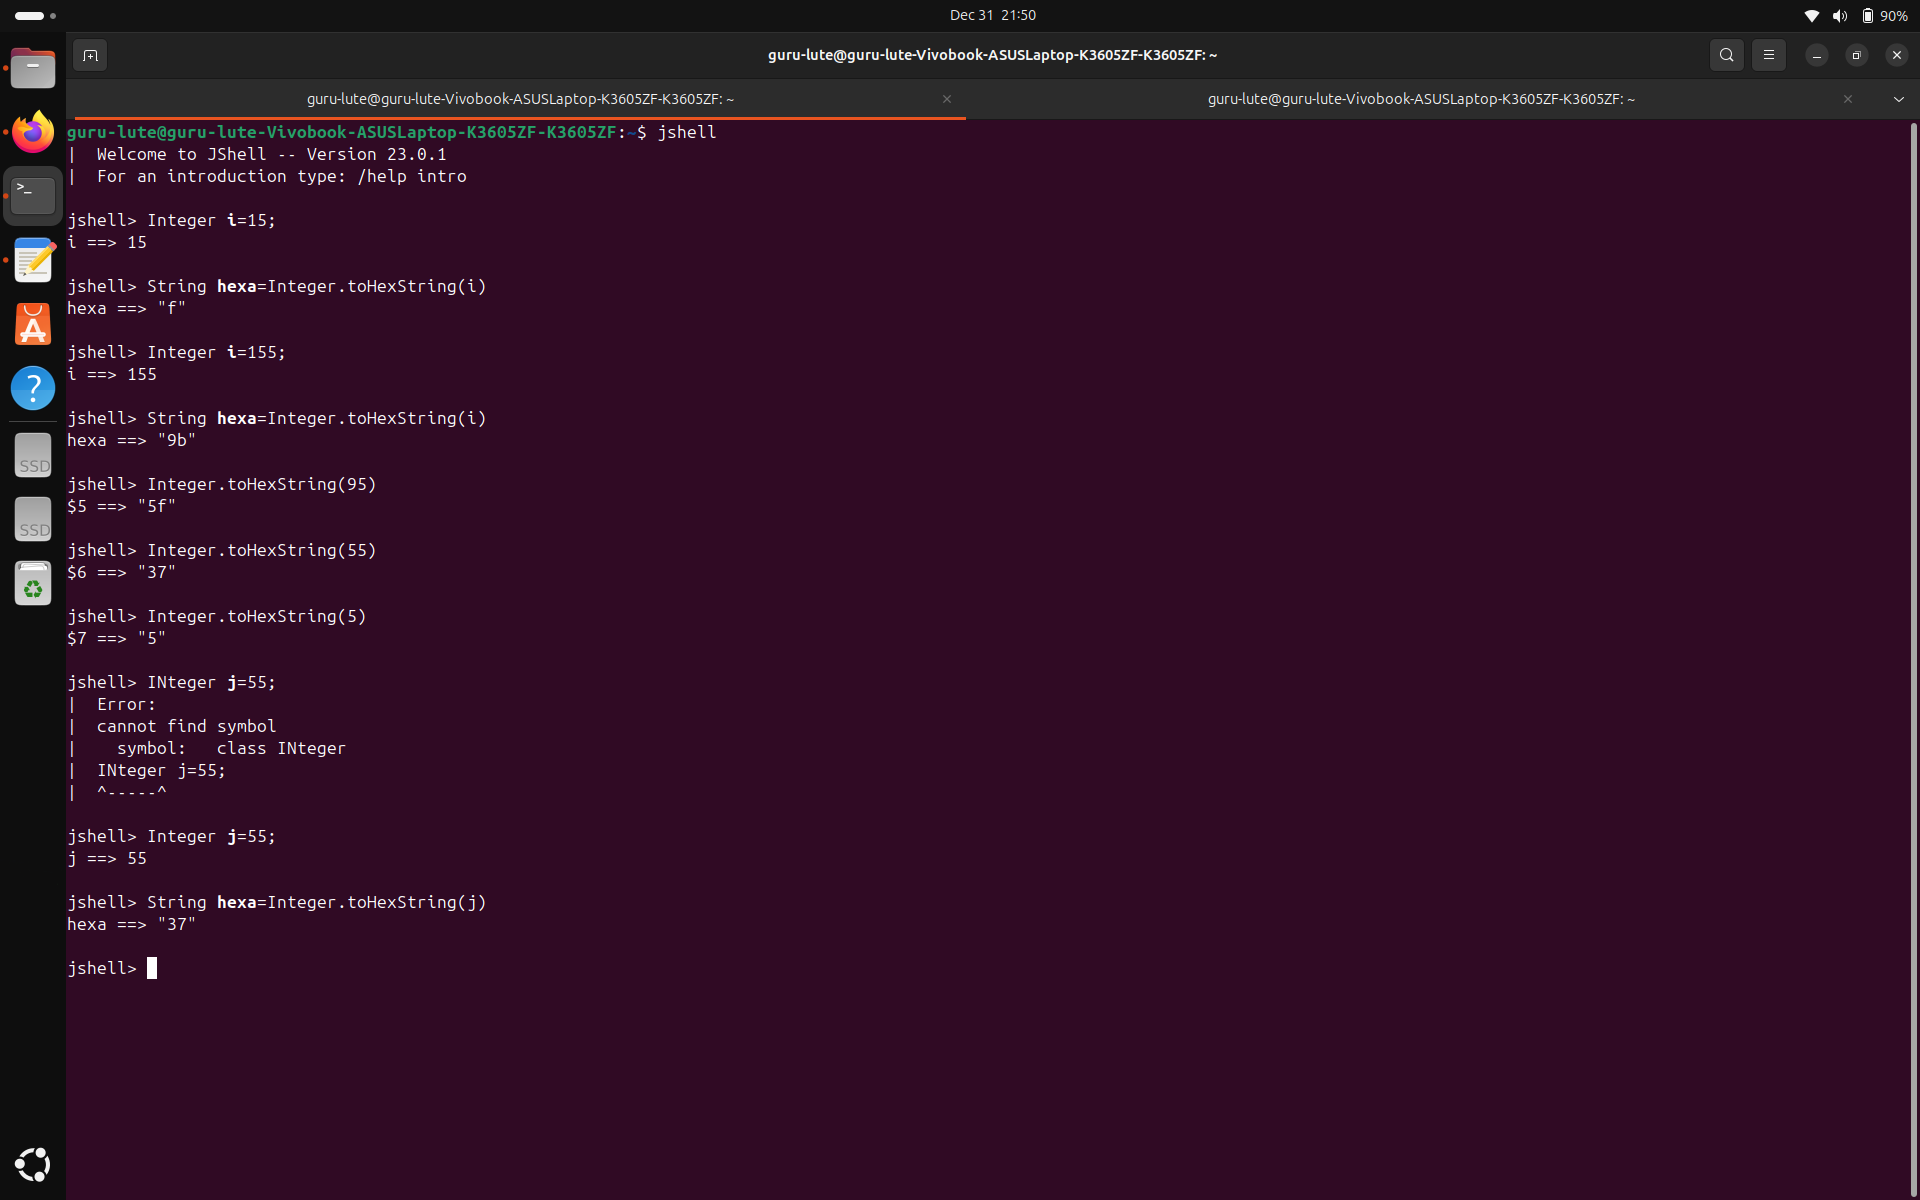 Dec 31 21:50
90%
guru-lute@guru-lute-Vivobook-ASUSLaptop-K3605ZF-K3605ZF: ~
guru-lute@guru-lute-Vivobook-ASUSLaptop-K3605ZF-K3605ZF: ~
guru-lute@guru-lute-Vivobook-ASUSLaptop-K3605ZF-K3605ZF: ~
guru-lute@guru-lute-Vivobook-ASUSLaptop-K3605ZF-K3605ZF:~$ jshell
|  Welcome to JShell -- Version 23.0.1
|  For an introduction type: /help intro
jshell> Integer i=15;
i ==> 15
jshell> String hexa=Integer.toHexString(i)
hexa ==> "f"
jshell> Integer i=155;
i ==> 155
jshell> String hexa=Integer.toHexString(i)
hexa ==> "9b"
jshell> Integer.toHexString(95)
$5 ==> "5f"
jshell> Integer.toHexString(55)
$6 ==> "37"
jshell> Integer.toHexString(5)
$7 ==> "5"
jshell> INteger j=55;
|  Error:
|  cannot find symbol
|    symbol:   class INteger
|  INteger j=55;
|  ^-----^
jshell> Integer j=55;
j ==> 55
jshell> String hexa=Integer.toHexString(j)
hexa ==> "37"
jshell>
>_
A
?
SSD
SSD